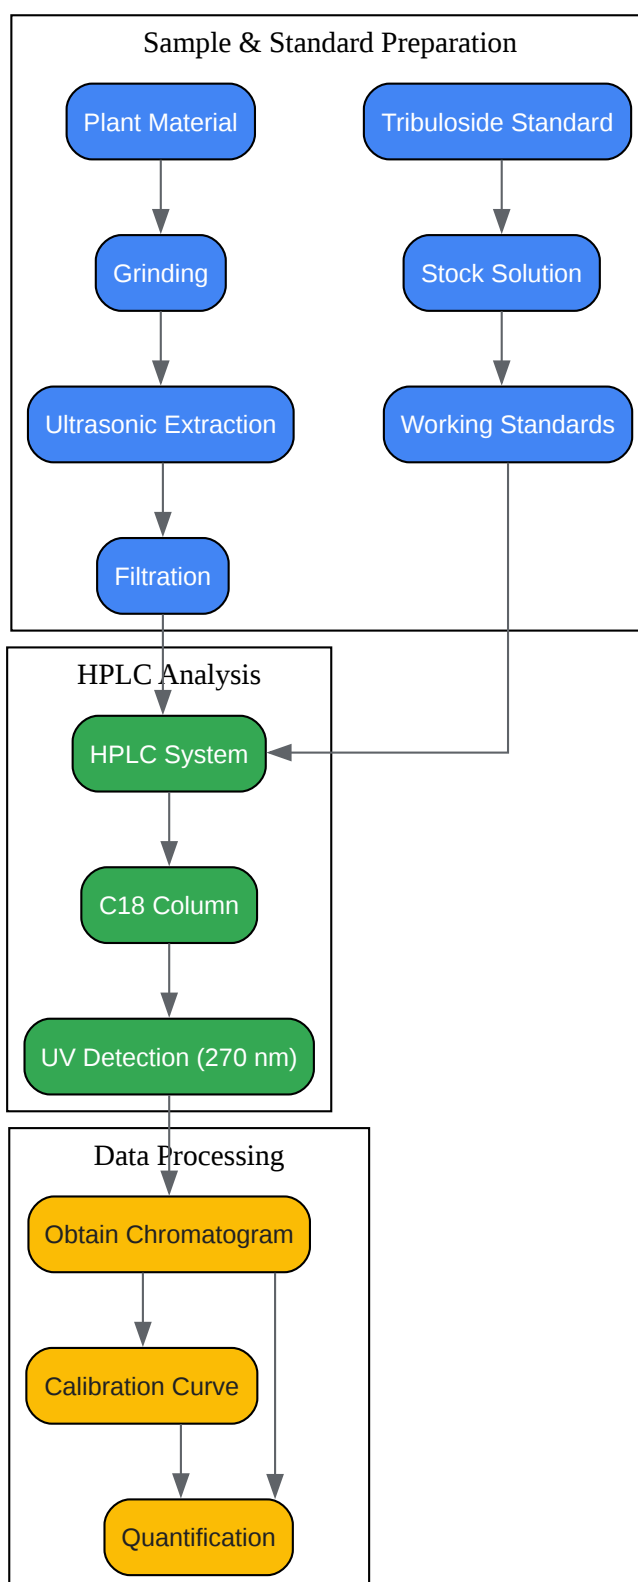 Sample & Standard Preparation
Plant Material
Tribuloside Standard
Grinding
Stock Solution
Ultrasonic Extraction
Working Standards
Filtration
HPLC Analysis
HPLC System
C18 Column
UV Detection (270 nm)
Data Processing
Obtain Chromatogram
Calibration Curve
Quantification